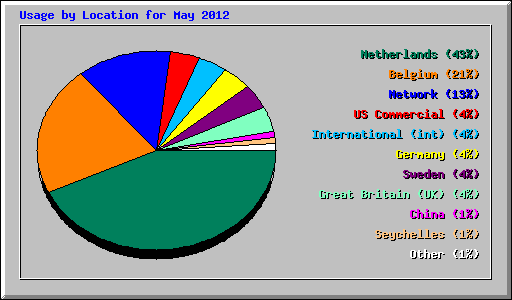 Usage by Location for May 2012
Netherlands (43%)
Belgium (21%)
Network (13%)
US Commercial (4%)
International (int) (4%)
Germany (4%)
Sweden (4%)
Great Britain (UK) (4%)
China (1%)
Seychelles (1%)
Other (1%)